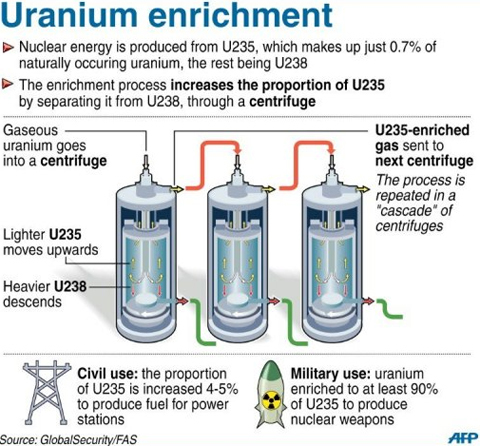 Uranium enrichment
Nuclear energy is produced from U235, which makes up just 0.7% of
naturally occuring uranium, the rest being U238
The enrichment process increases the proportion of U235
by separating it from U238, through a centrifuge
Gaseous
uranium goes
into a centrifuge
U235-enriched
gas sent to
next centrifuge
The process is
repeated in a
"cascade" of
centrifuges
Lighter U235
moves upwards
Heavier U238
descends
Civil use: the proportion
of U235 is increased 4-5%
to produce fuel for power
stations
Military use: uranium
enriched to at least 90%
of U235 to produce
nuclear weapons
Source: GlobalSecurity/FAS
AFP